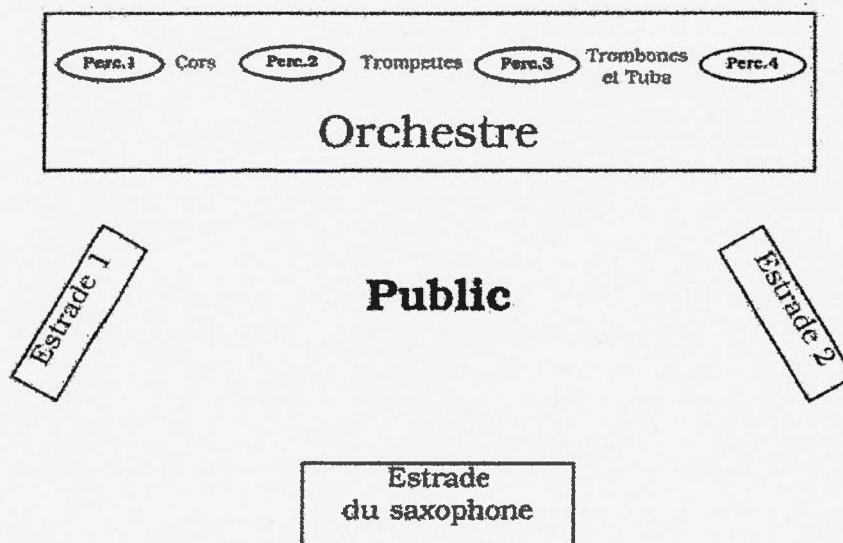 Perc.1 Cors Perc.2 Trompettes Perc.3 Trombones et Tuba Perc.4
Orchestre
Estrade 1
Public
Estrade 2
Estrade
du saxophone